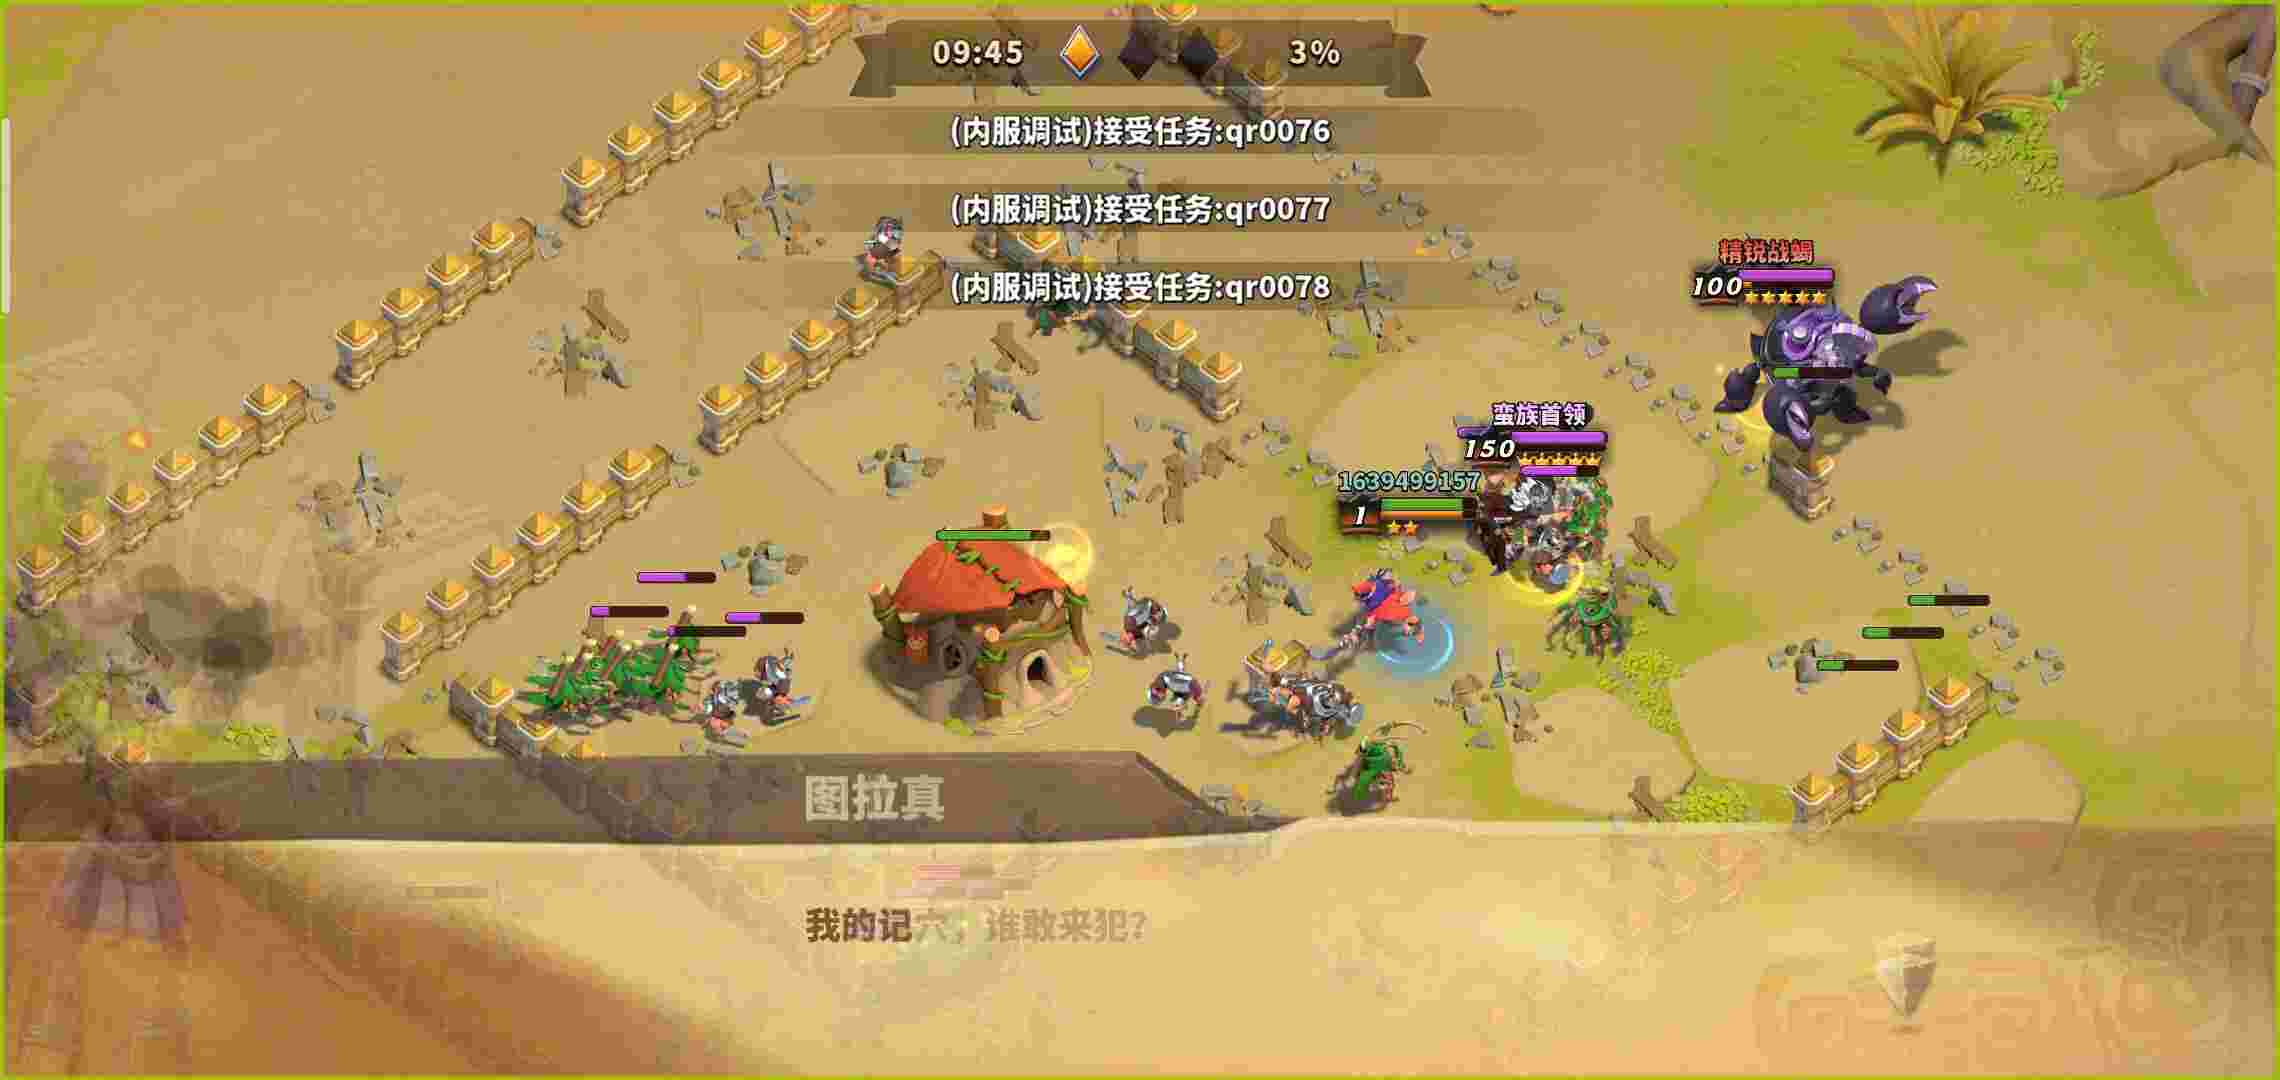 09:45 3%
(内服调试)接受任务:qr0076
(内服调试)接受任务:qr0077
(内服调试)接受任务:qr0078
精锐战蝎
100
蛮族首领
150
1639499157
1
图拉真
我的记穴，谁敢来犯?